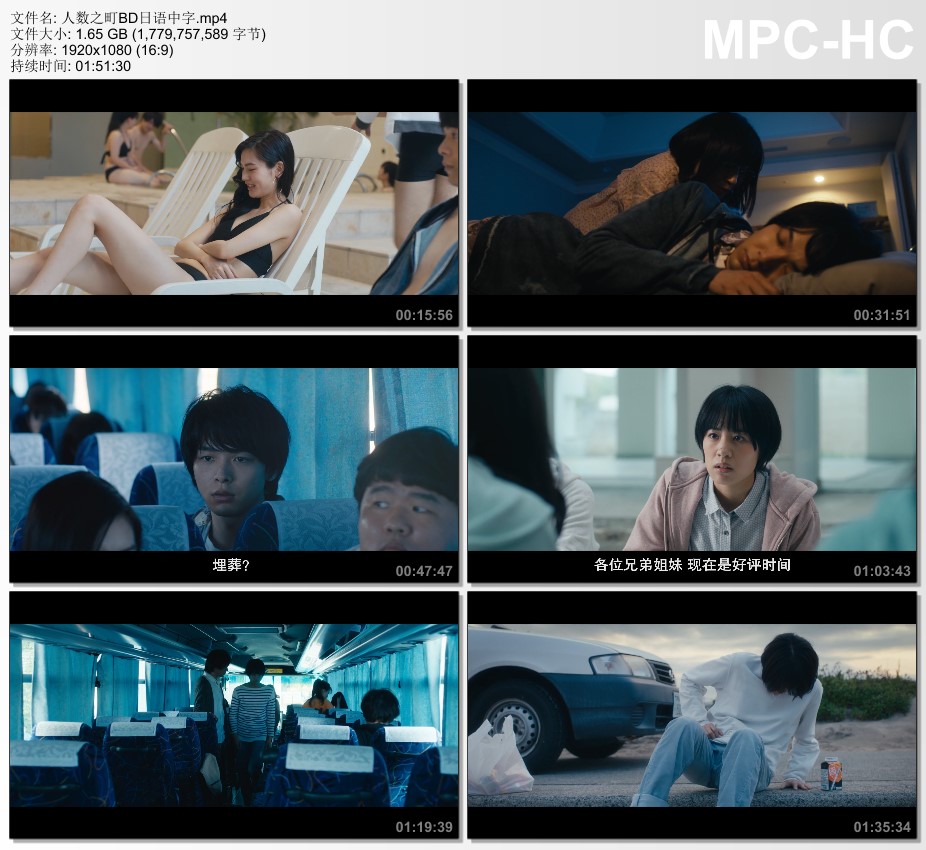 文件名: 人数之町BD日语中字.mp4
文件大小: 1.65 GB (1,779,757,589 字节)
分辨率: 1920x1080 (16:9)
持续时间: 01:51:30
MPC-HC
00:15:56
00:31:51
埋葬?
00:47:47
各位兄弟姐妹 现在是好评时间
01:03:43
01:19:39
01:35:34